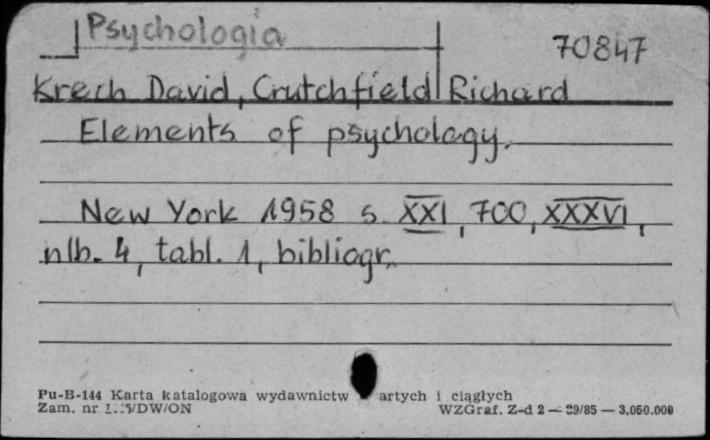 Psychologia
70847
Krech David, Crutchfield Richard
Elements of psychology.
New York 1958 s. XXI, 700, XXXVI,
nlb. 4, tabl. 1, bibliogr.
Pu-B-144 Karta katalogowa wydawnictw artych i ciągłych
Zam. nr /DW/ON
WZGraf. Z-d 2 — 29/85 — 3.050.000